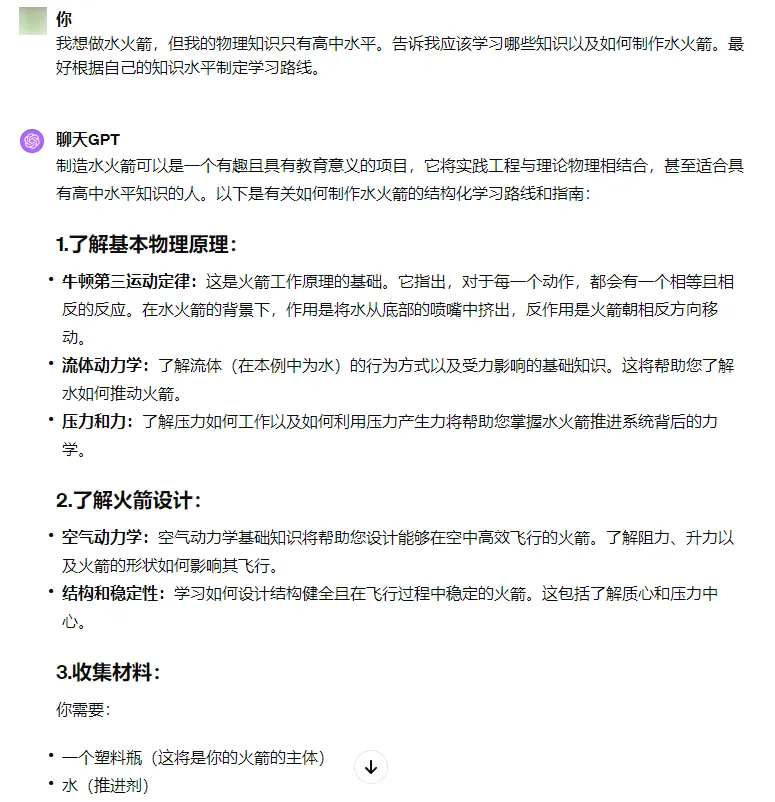 你
我想做水火箭，但我的物理知识只有高中水平。告诉我应该学习哪些知识以及如何制作水火箭。最
好根据自己的知识水平制定学习路线。
聊天GPT
制造水火箭可以是一个有趣且具有教育意义的项目，它将实践工程与理论物理相结合，甚至适合具
有高中水平知识的人。以下是有关如何制作水火箭的结构化学习路线和指南：
1.了解基本物理原理：
• 牛顿第三运动定律：这是火箭工作原理的基础。它指出，对于每一个动作，都会有一个相等且相
反的反应。在水火箭的背景下，作用是将水从底部的喷嘴中挤出，反作用是火箭朝相反方向移
动。
• 流体动力学：了解流体（在本例中为水）的行为方式以及受力影响的基础知识。这将帮助您了解
水如何推动火箭。
• 压力和力：了解压力如何工作以及如何利用压力产生力将帮助您掌握水火箭推进系统背后的力
学。
2.了解火箭设计：
• 空气动力学：空气动力学基础知识将帮助您设计能够在空中高效飞行的火箭。了解阻力、升力以
及火箭的形状如何影响其飞行。
• 结构和稳定性：学习如何设计结构健全且在飞行过程中稳定的火箭。这包括了解质心和压力中
心。
3.收集材料：
你需要：
• 一个塑料瓶（这将是你的火箭的主体）
• 水（推进剂）